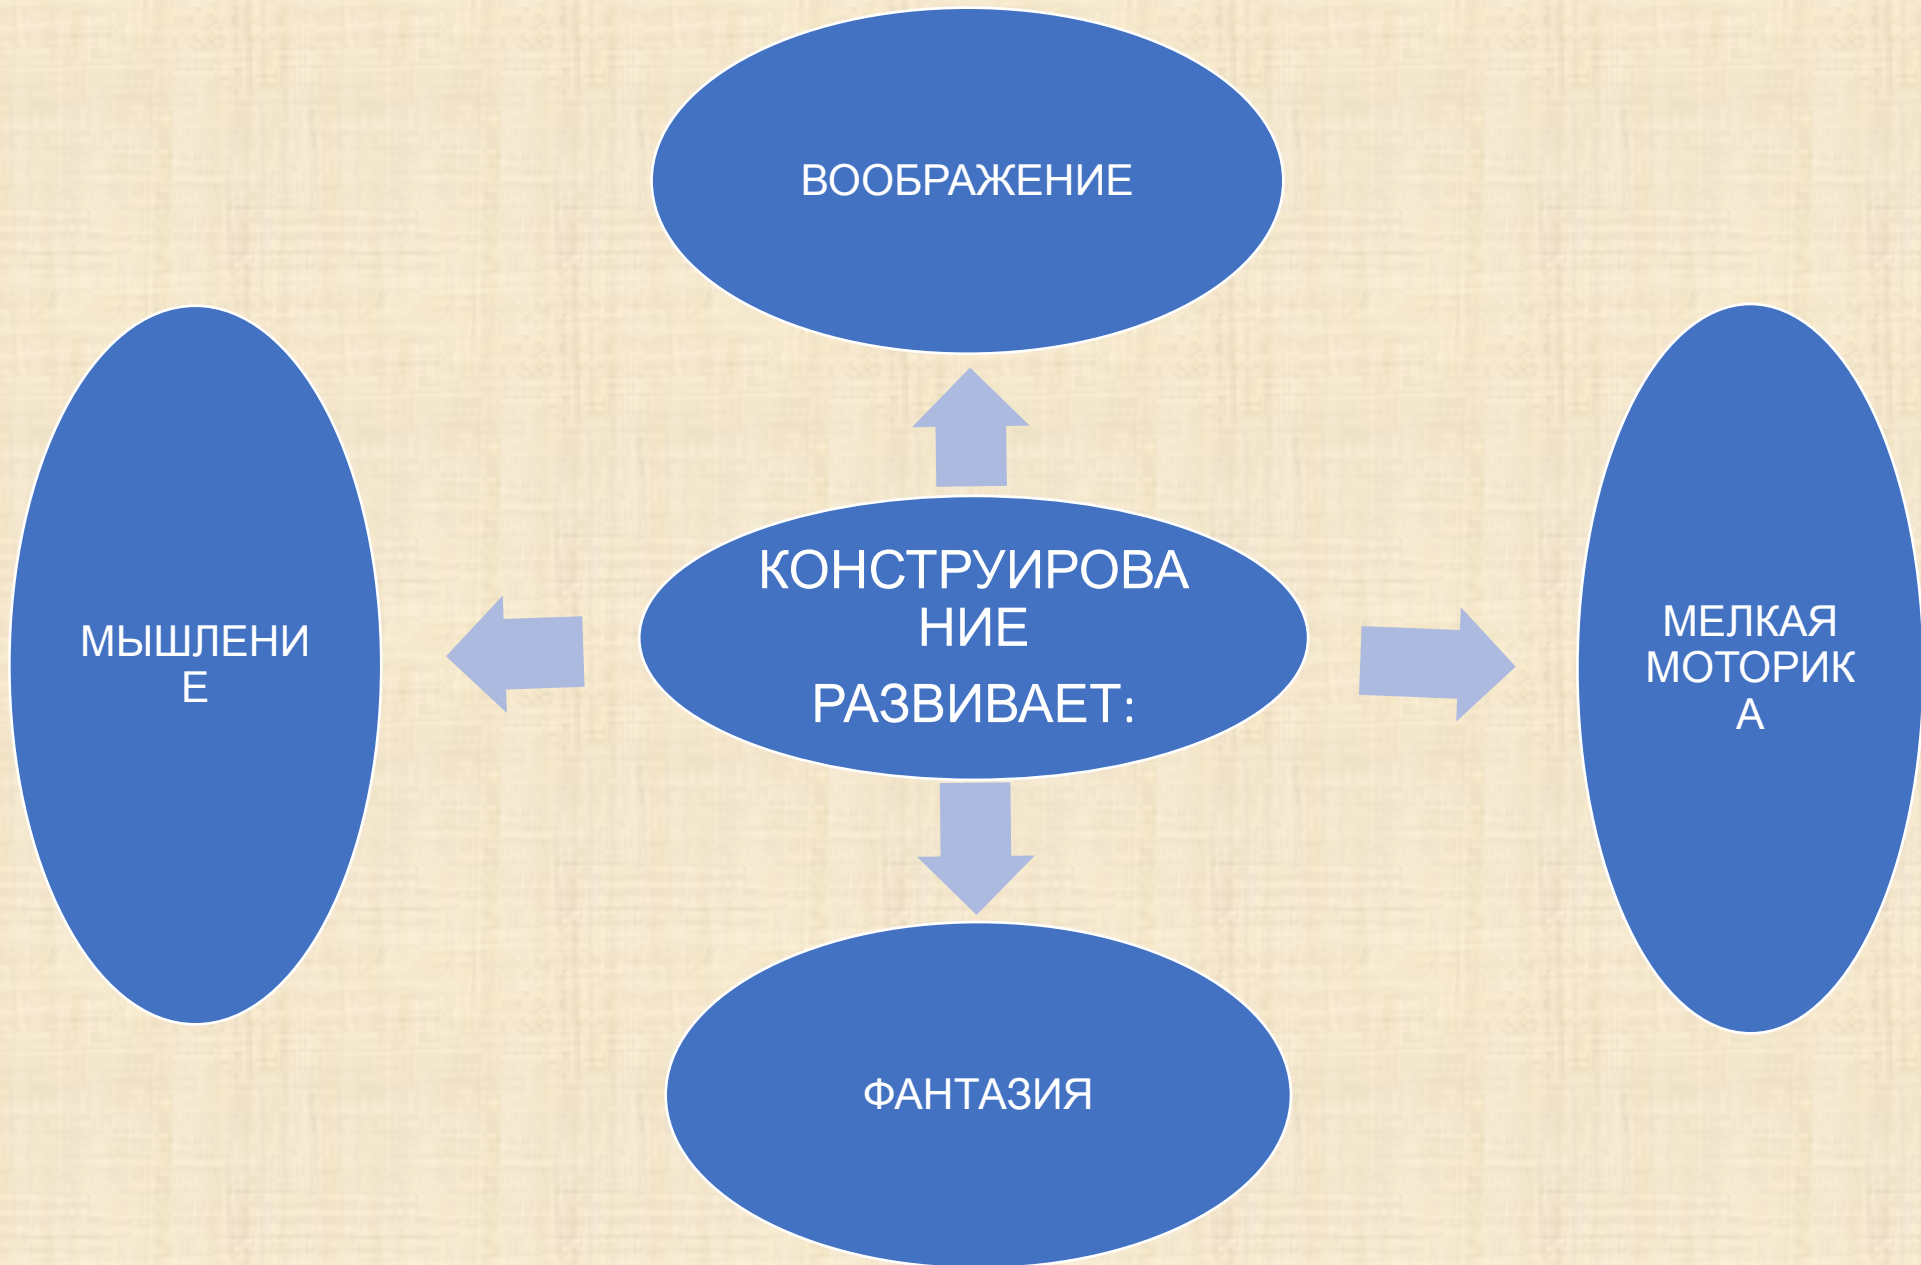 ВООБРАЖЕНИЕ
МЫШЛЕНИ
Е
КОНСТРУИРОВА
НИЕ
РАЗВИВАЕТ:
МЕЛКАЯ
МОТОРИК
А
ФАНТАЗИЯ